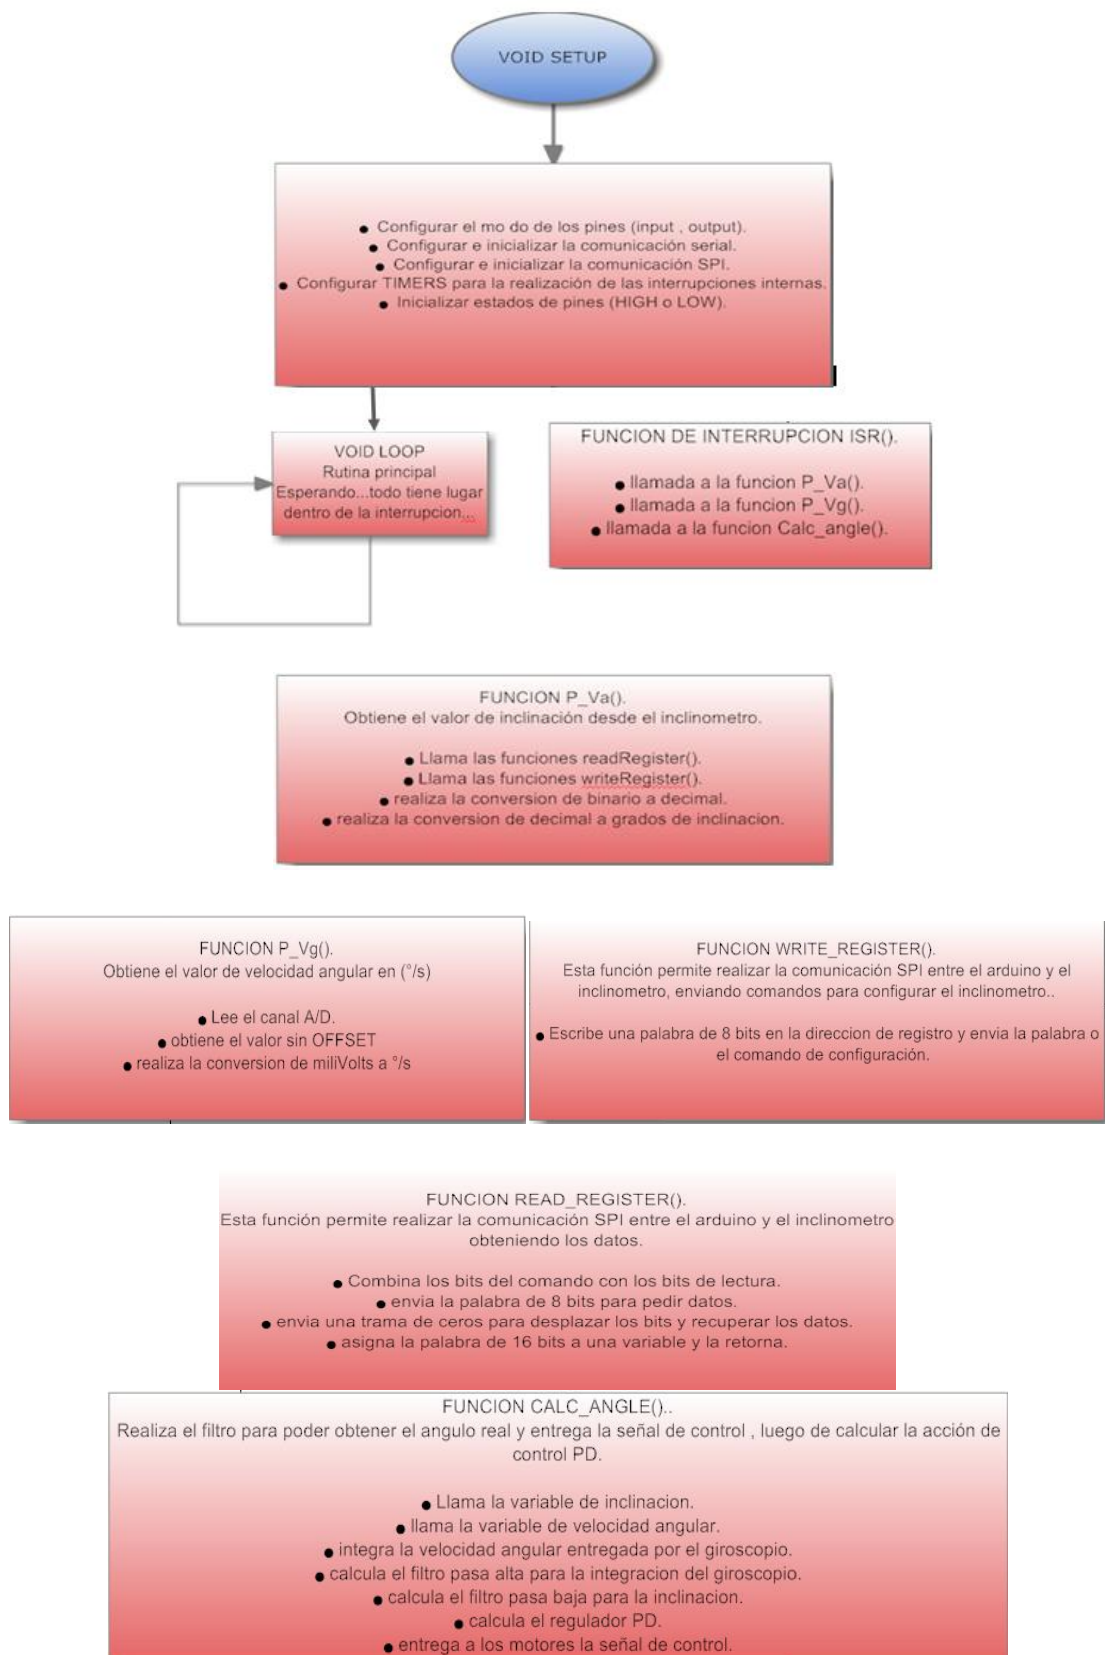 VOID SETUP
● Configurar el mo do de los pines (input , output).
● Configurar e inicializar la comunicación serial.
● Configurar e inicializar la comunicación SPI.
● Configurar TIMERS para la realización de las interrupciones internas.
● Inicializar estados de pines (HIGH o LOW).
VOID LOOP
Rutina principal
Esperando...todo tiene lugar
dentro de la interrupcion...
FUNCION DE INTERRUPCION ISR().
● llamada a la funcion P_Va().
● llamada a la funcion P_Vg().
● llamada a la funcion Calc_angle().
FUNCION P_Va().
Obtiene el valor de inclinación desde el inclinometro.
● Llama las funciones readRegister().
● Llama las funciones writeRegister().
● realiza la conversion de binario a decimal.
● realiza la conversion de decimal a grados de inclinacion.
FUNCION P_Vg().
Obtiene el valor de velocidad angular en (°/s)
● Lee el canal A/D.
● obtiene el valor sin OFFSET
● realiza la conversion de miliVolts a °/s
FUNCION WRITE_REGISTER().
Esta función permite realizar la comunicación SPI entre el arduino y el
inclinometro, enviando comandos para configurar el inclinometro..
● Escribe una palabra de 8 bits en la direccion de registro y envia la palabra o
el comando de configuración.
FUNCION READ_REGISTER().
Esta función permite realizar la comunicación SPI entre el arduino y el inclinometro
obteniendo los datos.
● Combina los bits del comando con los bits de lectura.
● envia la palabra de 8 bits para pedir datos.
● envia una trama de ceros para desplazar los bits y recuperar los datos.
● asigna la palabra de 16 bits a una variable y la retorna.
FUNCION CALC_ANGLE()..
Realiza el filtro para poder obtener el angulo real y entrega la señal de control , luego de calcular la acción de
control PD.
● Llama la variable de inclinacion.
● llama la variable de velocidad angular.
● integra la velocidad angular entregada por el giroscopio.
● calcula el filtro pasa alta para la integracion del giroscopio.
● calcula el filtro pasa baja para la inclinacion.
● calcula el regulador PD.
● entrega a los motores la señal de control.